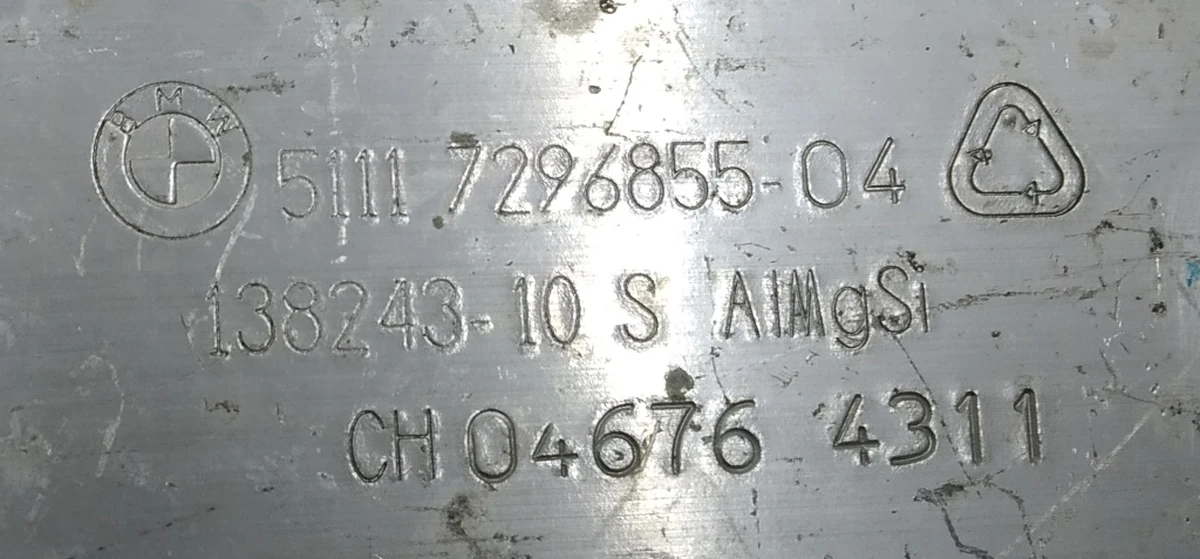 BMW 5111 7296855-04
138243-10 S AlMgSi
CH 04676 4311